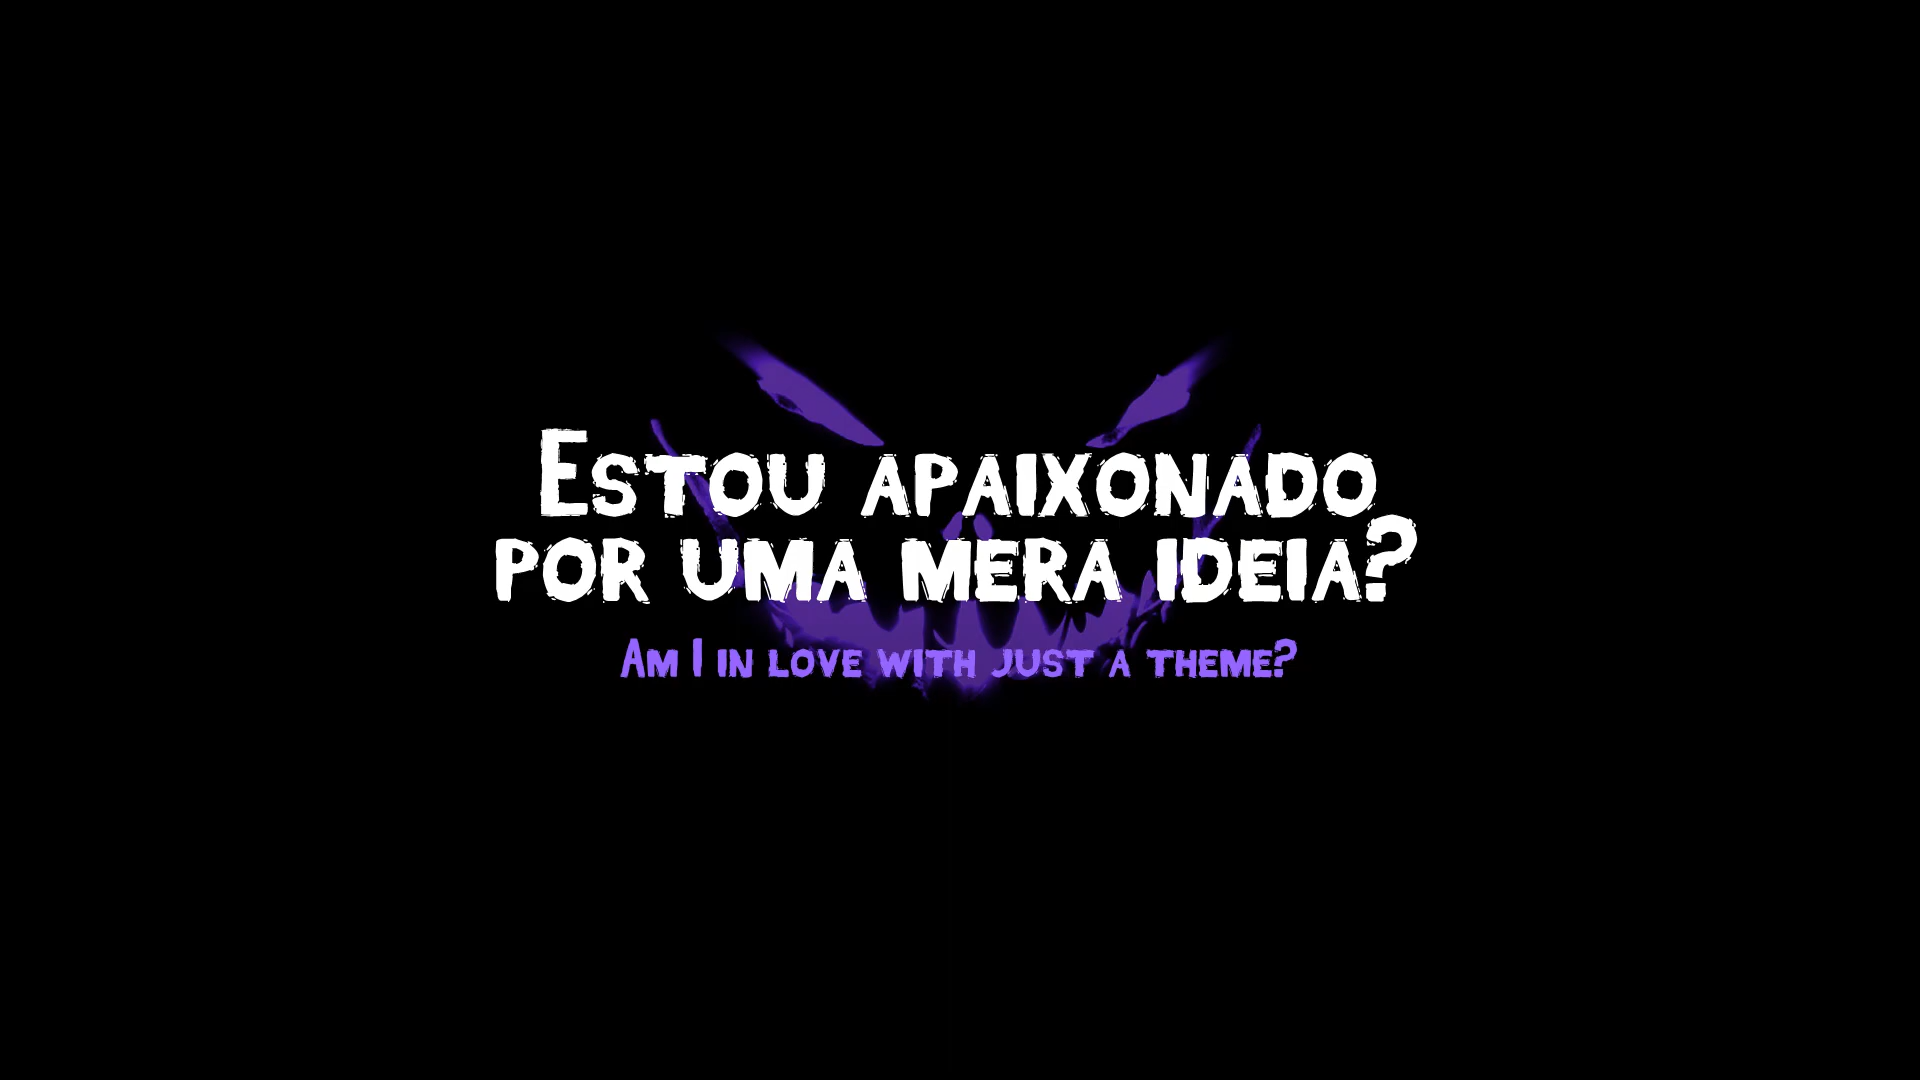 Estou apaixonado
por uma mera ideia?
Am I in love with just a theme?